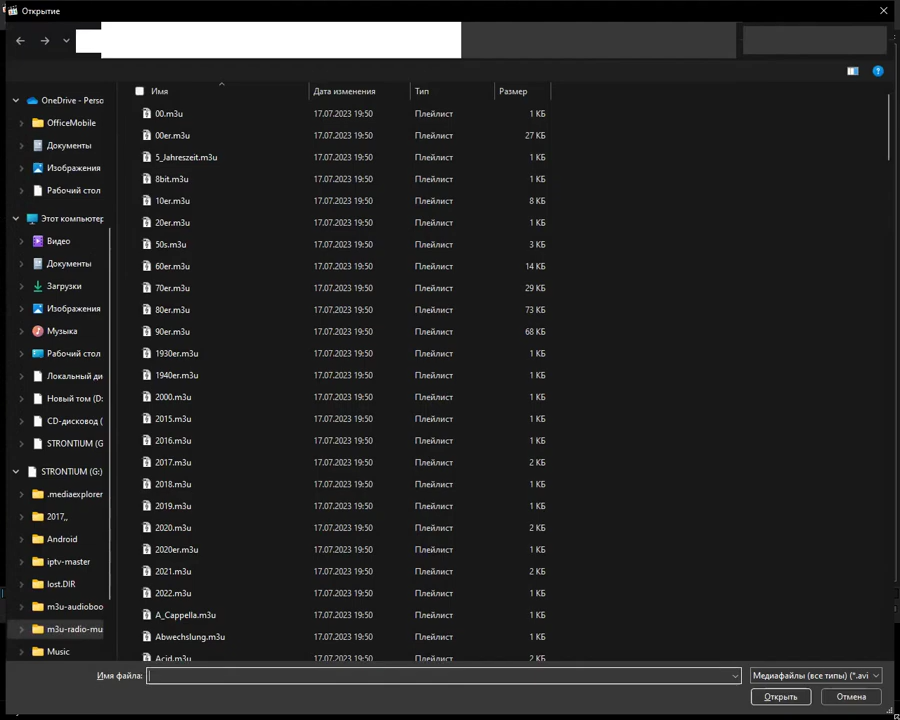 Открытие
Имя Дата изменения Тип Размер
OneDrive - Perso
OfficeMobile
Документы
Изображения
Рабочий стол
Этот компьютер
Видео
Документы
Загрузки
Изображения
Музыка
Рабочий стол
Локальный ди
Новый том (D:
CD-дисковод (
STRONTIUM (G
STRONTIUM (G:)
.mediaexplorer
2017,,
Android
iptv-master
lost.DIR
m3u-audioboo
m3u-radio-mu
Music
00.m3u 17.07.2023 19:50 Плейлист 1 КБ
00er.m3u 17.07.2023 19:50 Плейлист 27 КБ
5_Jahreszeit.m3u 17.07.2023 19:50 Плейлист 1 КБ
8bit.m3u 17.07.2023 19:50 Плейлист 1 КБ
10er.m3u 17.07.2023 19:50 Плейлист 8 КБ
20er.m3u 17.07.2023 19:50 Плейлист 1 КБ
50s.m3u 17.07.2023 19:50 Плейлист 3 КБ
60er.m3u 17.07.2023 19:50 Плейлист 14 КБ
70er.m3u 17.07.2023 19:50 Плейлист 29 КБ
80er.m3u 17.07.2023 19:50 Плейлист 73 КБ
90er.m3u 17.07.2023 19:50 Плейлист 68 КБ
1930er.m3u 17.07.2023 19:50 Плейлист 1 КБ
1940er.m3u 17.07.2023 19:50 Плейлист 1 КБ
2000.m3u 17.07.2023 19:50 Плейлист 1 КБ
2015.m3u 17.07.2023 19:50 Плейлист 1 КБ
2016.m3u 17.07.2023 19:50 Плейлист 1 КБ
2017.m3u 17.07.2023 19:50 Плейлист 2 КБ
2018.m3u 17.07.2023 19:50 Плейлист 1 КБ
2019.m3u 17.07.2023 19:50 Плейлист 1 КБ
2020.m3u 17.07.2023 19:50 Плейлист 2 КБ
2020er.m3u 17.07.2023 19:50 Плейлист 1 КБ
2021.m3u 17.07.2023 19:50 Плейлист 2 КБ
2022.m3u 17.07.2023 19:50 Плейлист 1 КБ
A_Cappella.m3u 17.07.2023 19:50 Плейлист 1 КБ
Abwechslung.m3u 17.07.2023 19:50 Плейлист 1 КБ
Acid.m3u 17.07.2023 19:50 Плейлист 1 КБ
Имя файла:
Медиафайлы (все типы) (*.avi
Открыть
Отмена